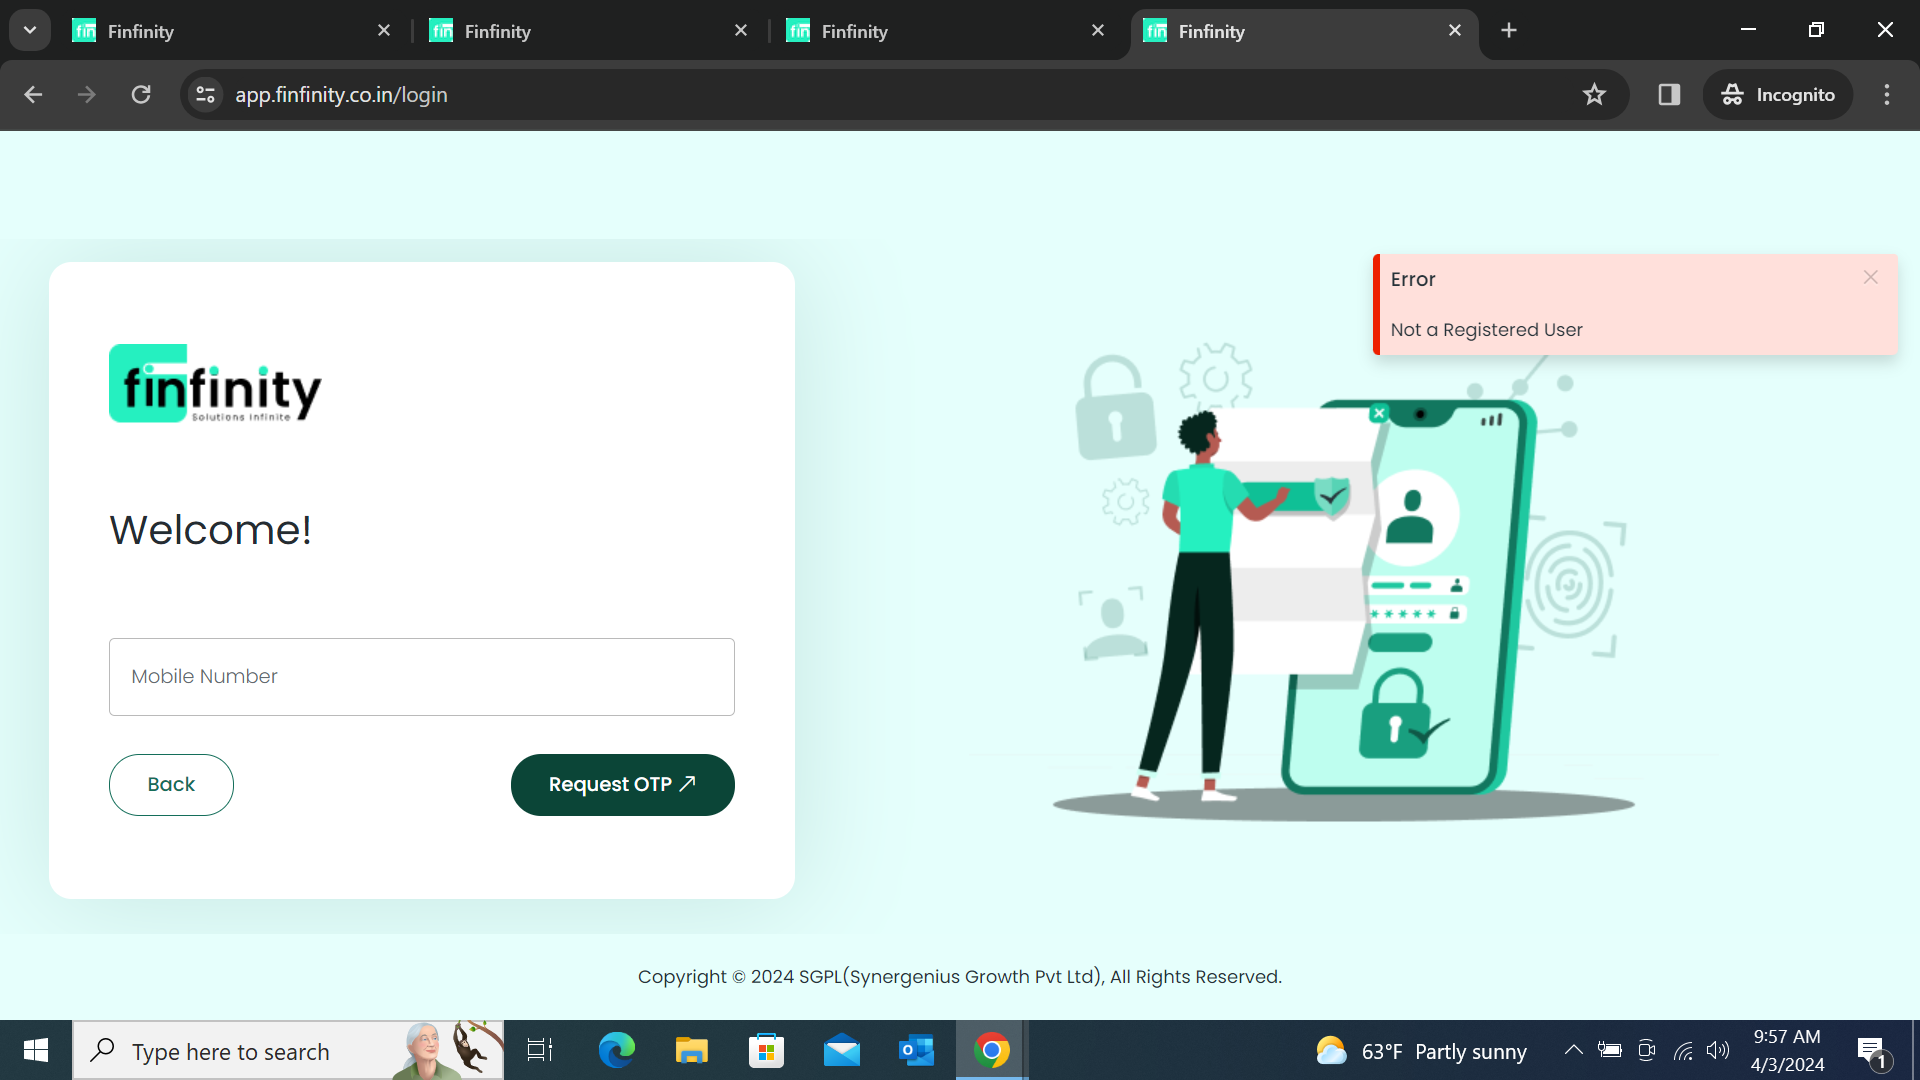 Finfinity
Finfinity
Finfinity
Finfinity
app.finfinity.co.in/login
Incognito
Error
Not a Registered User
finfinity
Solutions Infinite
Welcome!
Mobile Number
Back
Request OTP
* * * * *
Copyright © 2024 SGPL(Synergenius Growth Pvt Ltd), All Rights Reserved.
Type here to search
63°F Partly sunny
9:57 AM
4/3/2024
1